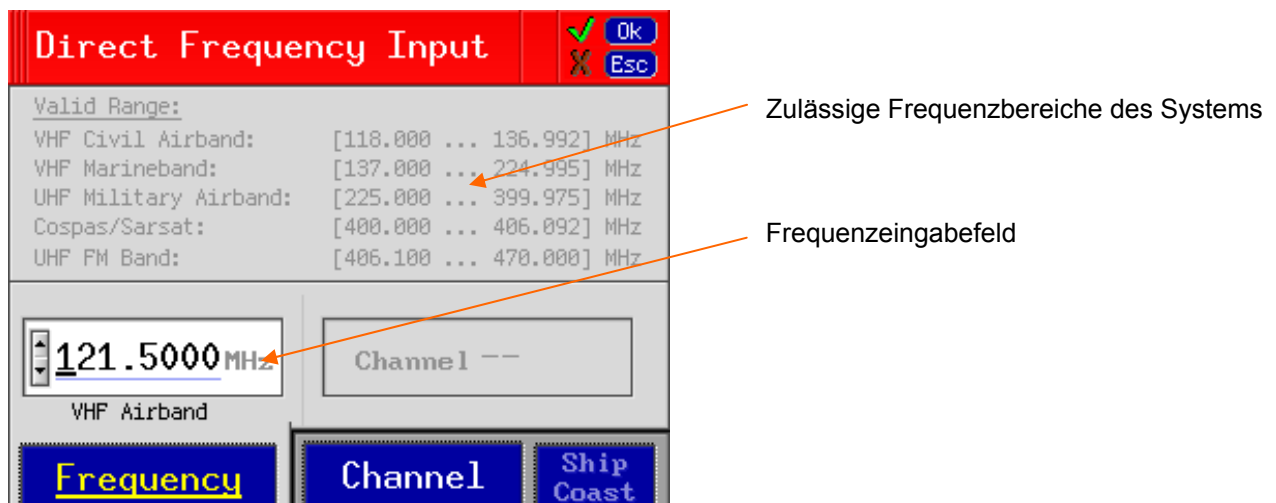 Direct Frequency Input
Ok
Esc
Valid Range:
VHF Civil Airband: [118.000 ... 136.992] MHz
VHF Marineband: [137.000 ... 224.995] MHz
UHF Military Airband: [225.000 ... 399.975] MHz
Cospas/Sarsat: [400.000 ... 406.092] MHz
UHF FM Band: [406.100 ... 470.000] MHz
Zulässige Frequenzbereiche des Systems
Frequenzeingabefeld
121.5000 MHz
Channel --
VHF Airband
Frequency
Channel
Ship
Coast